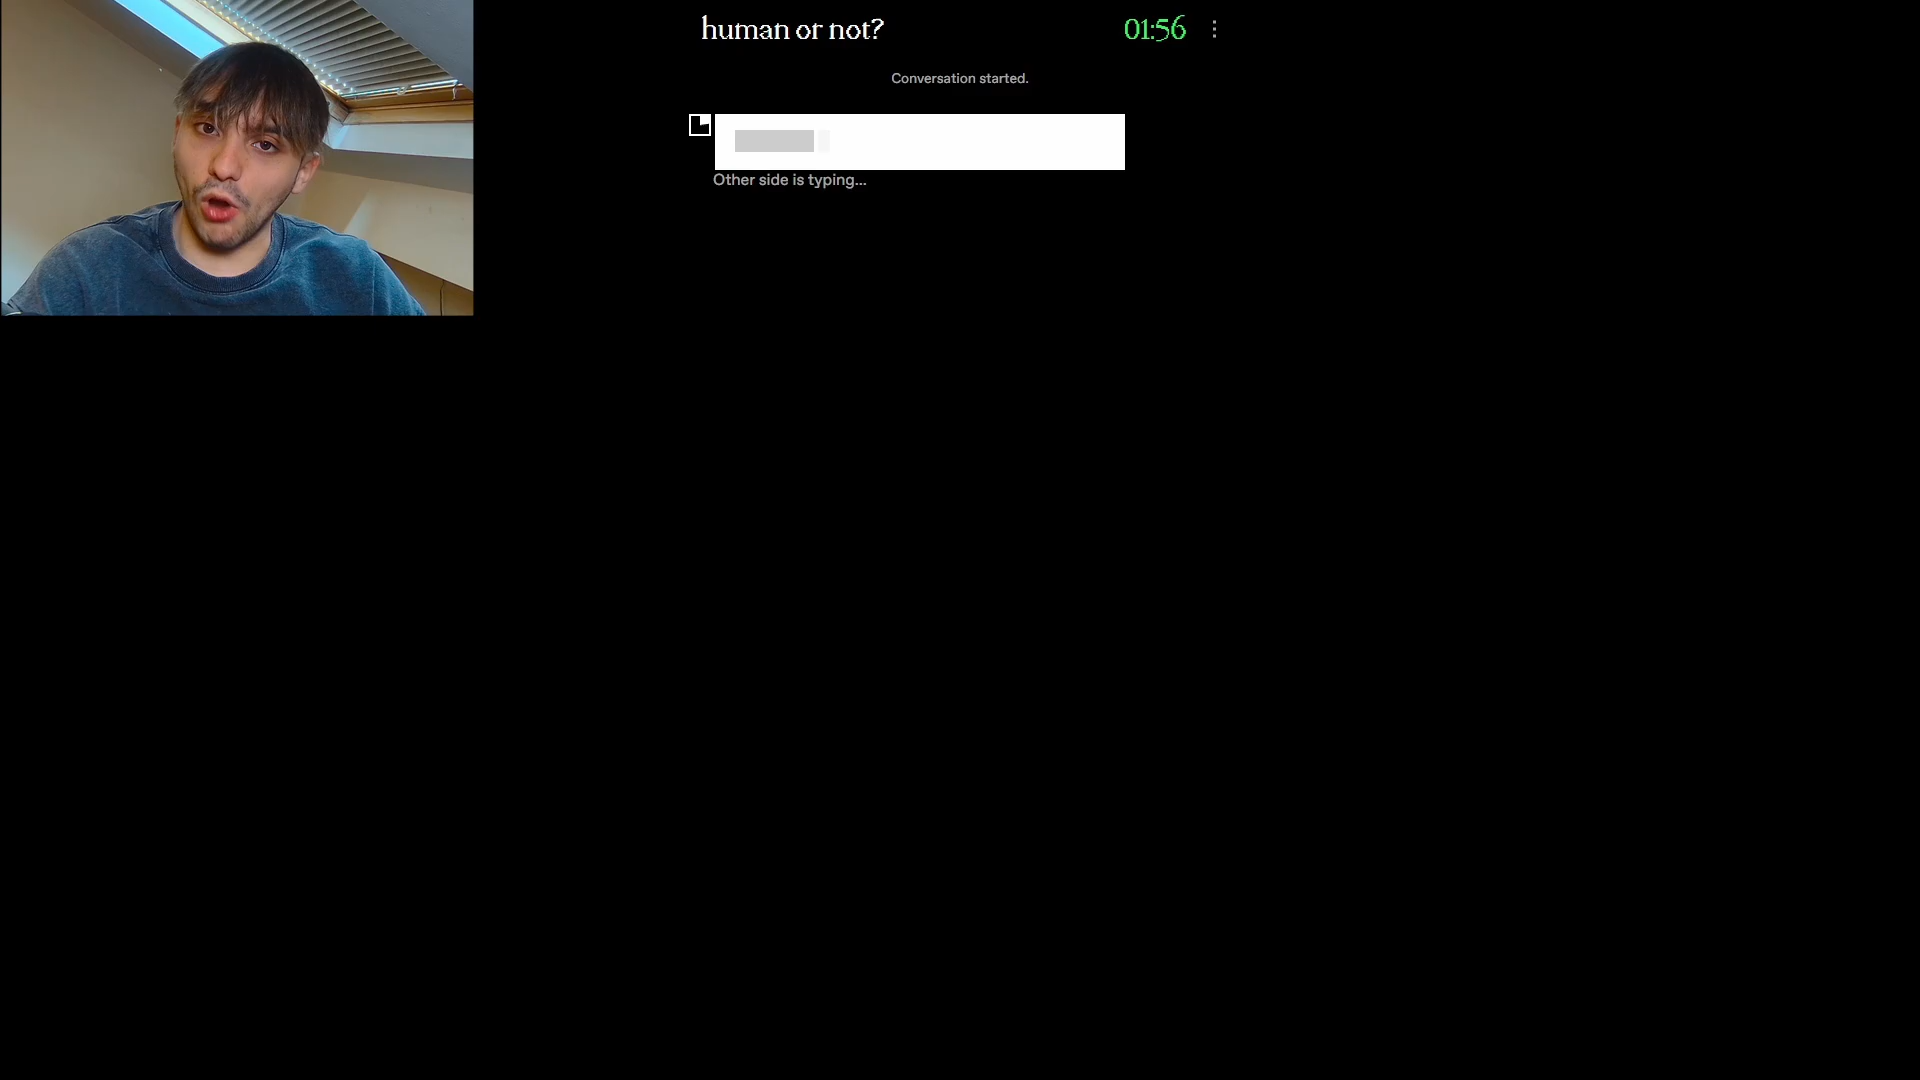 human or not?
01:56
Conversation started.
Other side is typing...